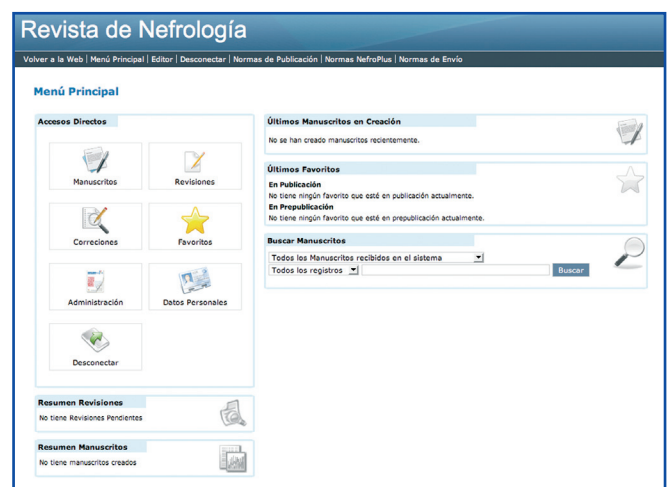 Revista de Nefrología
Volver a la Web | Menú Principal | Editor | Desconectar | Normas de Publicación | Normas NefroPlus | Normas de Envío
Menú Principal
Accesos Directos
Manuscritos
Revisiones
Correciones
Favoritos
Administración
Datos Personales
Desconectar
Resumen Revisiones
No tiene Revisiones Pendientes
Resumen Manuscritos
No tiene manuscritos creados
Últimos Manuscritos en Creación
No se han creado manuscritos recientemente.
Últimos Favoritos
En Publicación
No tiene ningún favorito que esté en publicación actualmente.
En Prepublicación
No tiene ningún favorito que esté en prepublicación actualmente.
Buscar Manuscritos
Todos los Manuscritos recibidos en el sistema
Todos los registros
Buscar